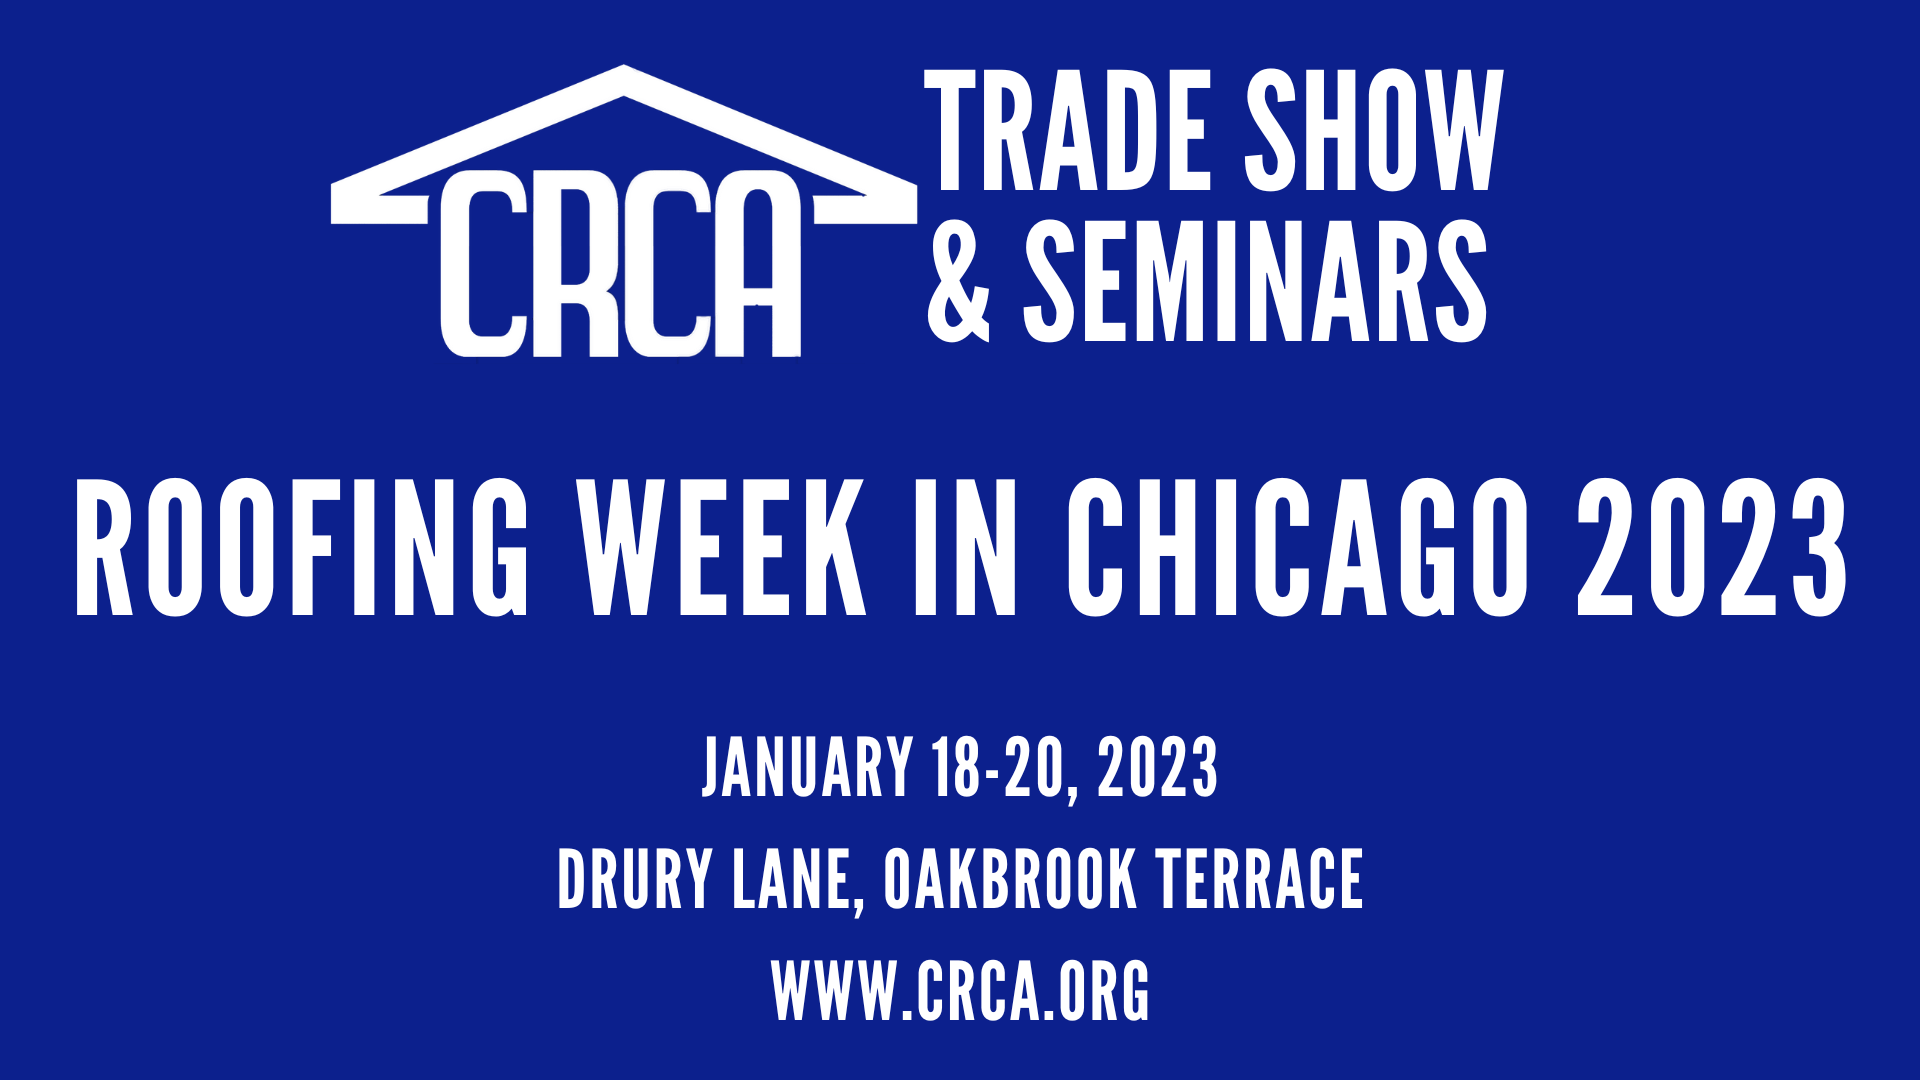 CRCA
TRADE SHOW
& SEMINARS
ROOFING WEEK IN CHICAGO 2023
JANUARY 18-20, 2023
DRURY LANE, OAKBROOK TERRACE
WWW.CRCA.ORG